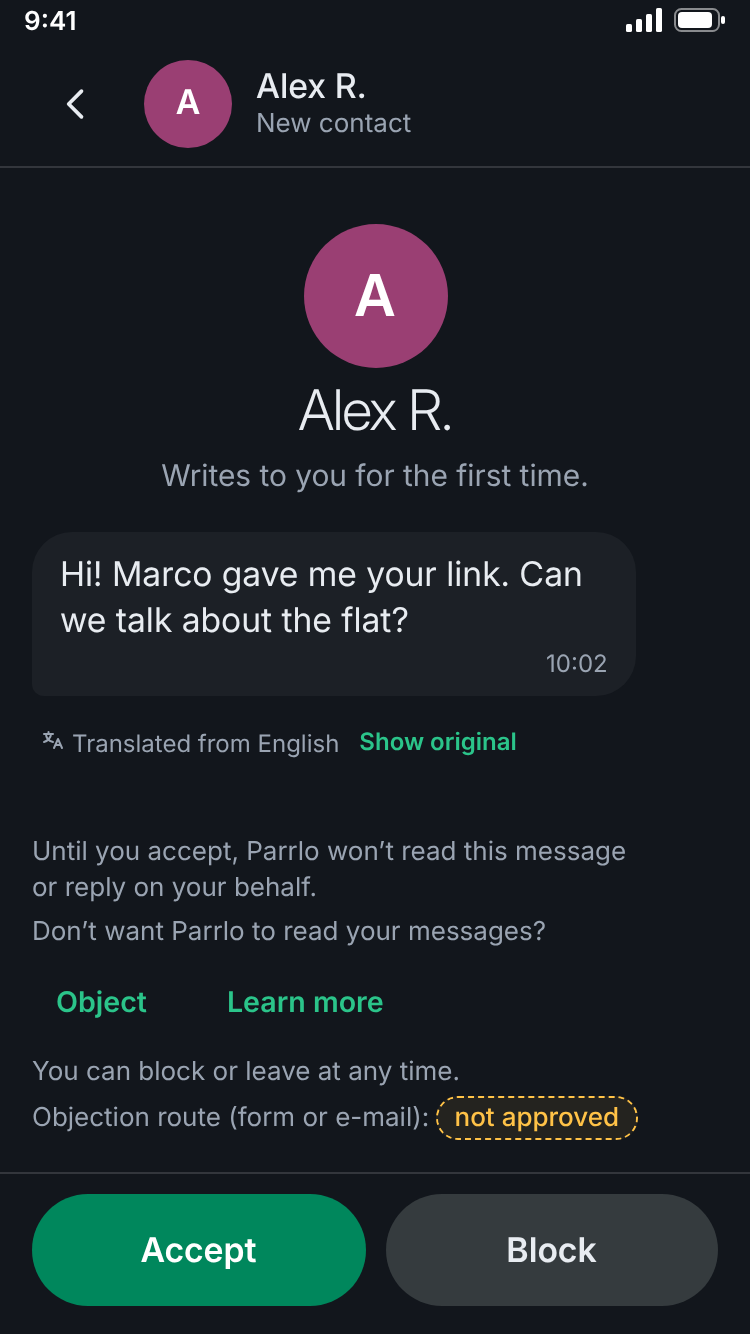 9:41
A
Alex R.
New contact
A
Alex R.
Writes to you for the first time.
Hi! Marco gave me your link. Can
we talk about the flat?
10:02
Translated from English Show original
Until you accept, Parrlo won’t read this message
or reply on your behalf.
Don’t want Parrlo to read your messages?
Object Learn more
You can block or leave at any time.
Objection route (form or e-mail): not approved
Accept Block